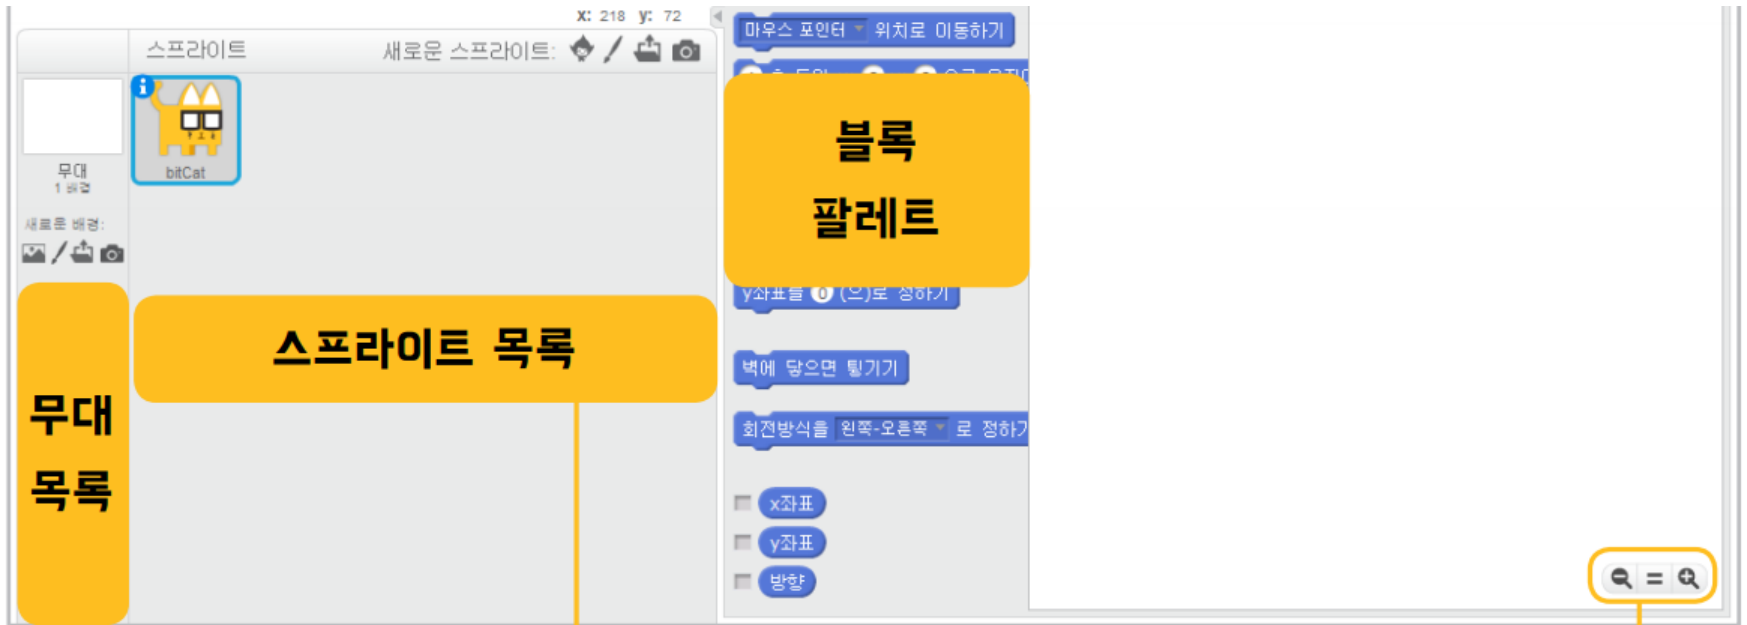 x: 218 y: 72
스프라이트
새로운 스프라이트:
bitCat
무대
1 배경
새로운 배경:
무대
목록
스프라이트 목록
마우스 포인터 위치로 이동하기
블록
팔레트
y좌표를 0 (으)로 정하기
벽에 닿으면 튕기기
회전방식을 왼쪽-오른쪽 로 정하기
x좌표
y좌표
방향